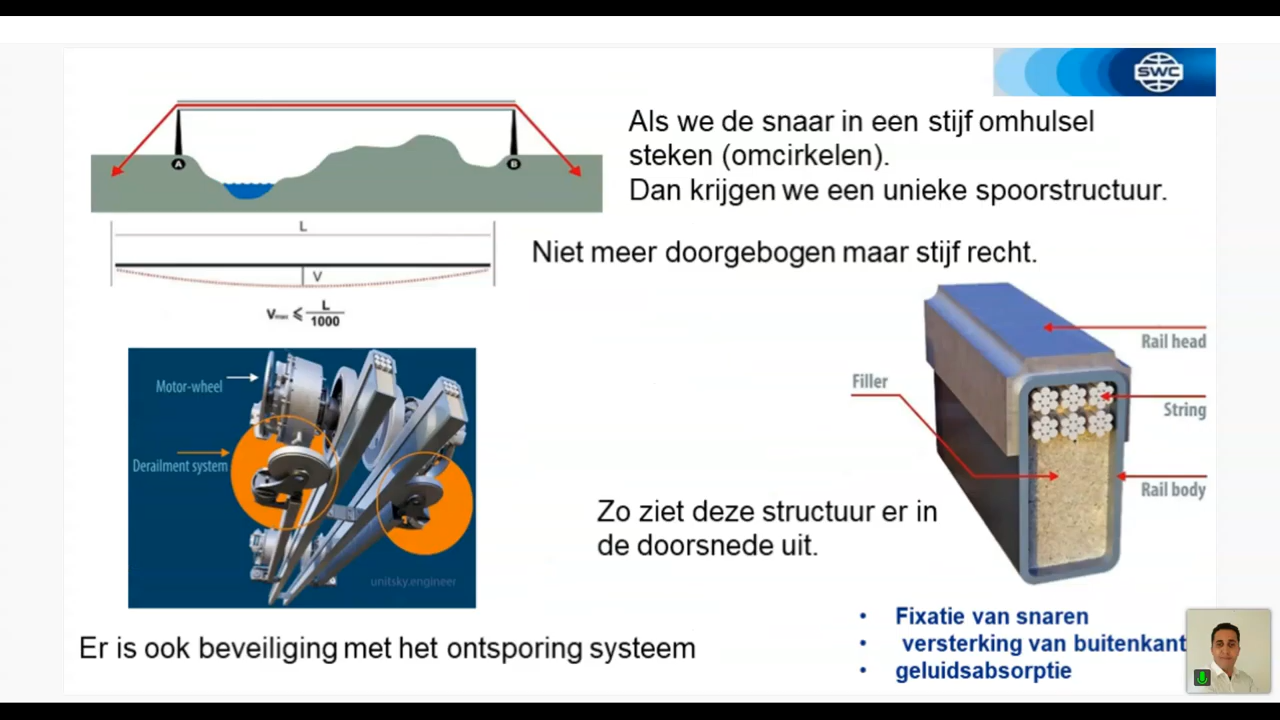 SWC
Als we de snaar in een stijf omhulsel
steken (omcirkelen).
Dan krijgen we een unieke spoorstructuur.
A
B
L
V
Vmax ⩽ L
1000
Niet meer doorgebogen maar stijf recht.
Motor-wheel
Derailment system
unitsky.engineer
Rail head
Filler
String
Rail body
Zo ziet deze structuur er in
de doorsnede uit.
Er is ook beveiliging met het ontsporing systeem
• Fixatie van snaren
• versterking van buitenkant
• geluidsabsorptie